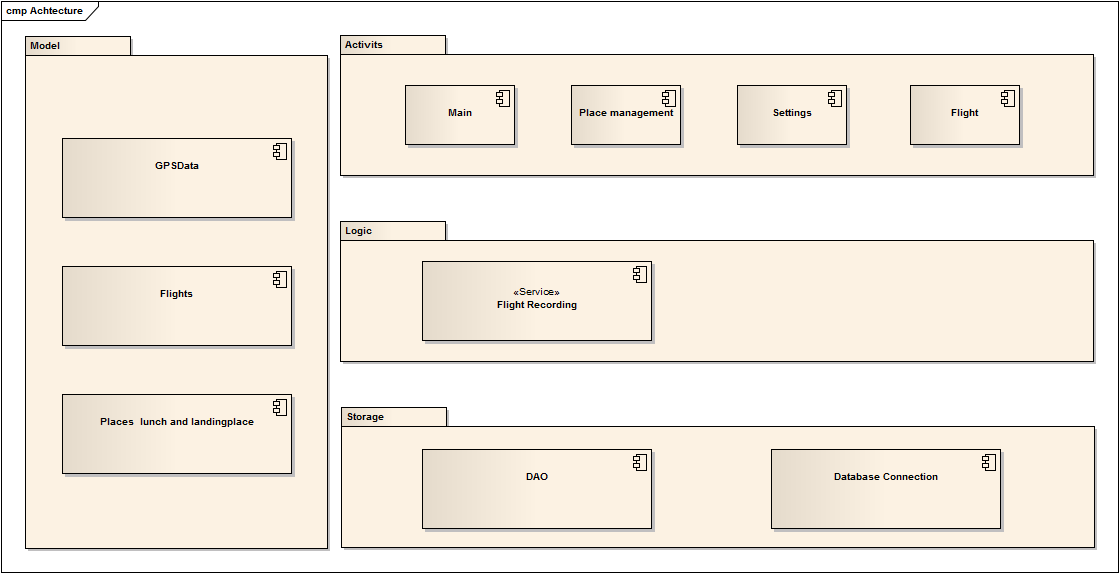 cmp Achtecture
Model
GPSData
Flights
Places lunch and landingplace
Activits
Main
Place management
Settings
Flight
Logic
«Service»
Flight Recording
Storage
DAO
Database Connection